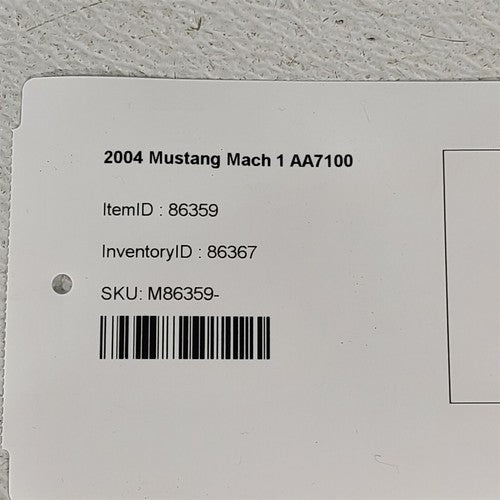 2004 Mustang Mach 1 AA7100
ItemID : 86359
InventoryID : 86367
SKU: M86359-